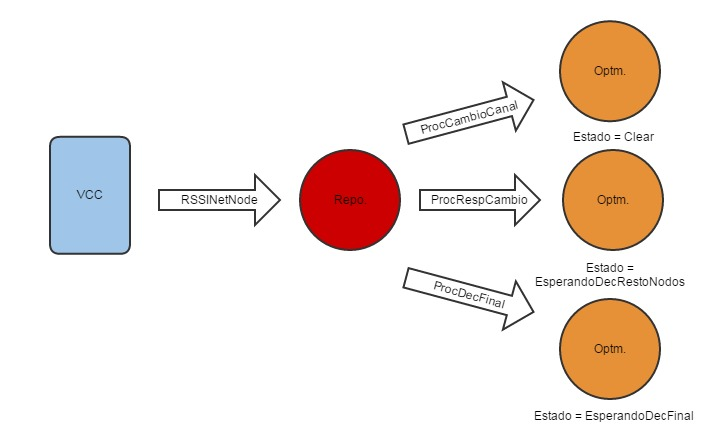 Optm.
ProcCambioCanal
Estado = Clear
VCC
RSSINetNode
Repo.
ProcRespCambio
Optm.
Estado =
EsperandoDecRestoNodos
ProcDecFinal
Optm.
Estado = EsperandoDecFinal